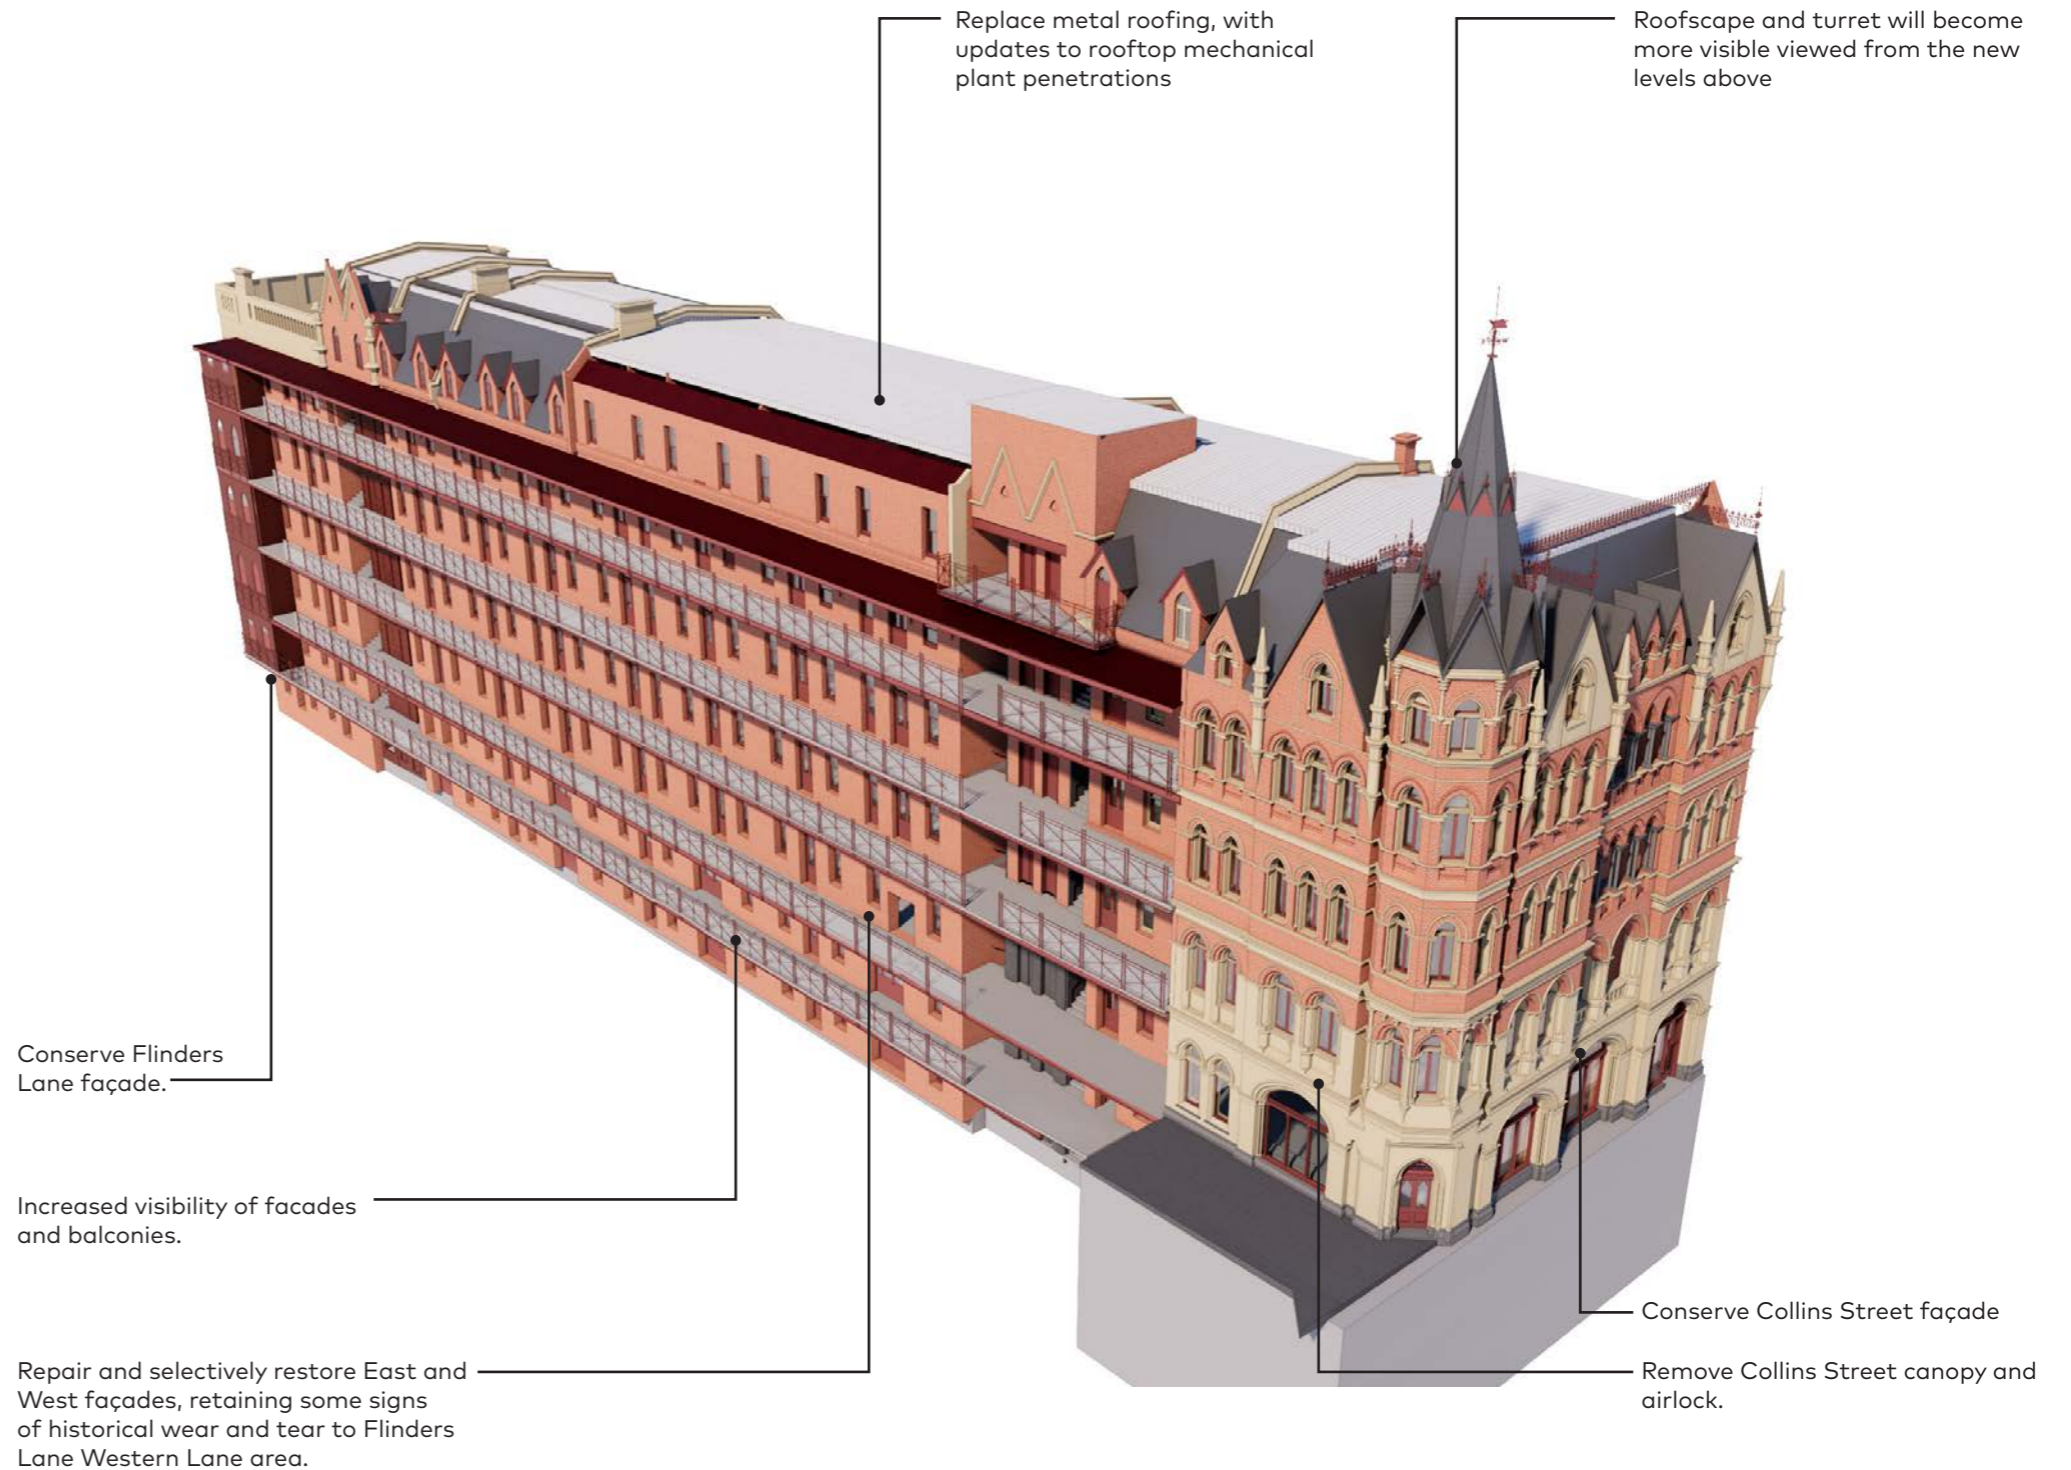 Replace metal roofing, with
updates to rooftop mechanical
plant penetrations
Roofscape and turret will become
more visible viewed from the new
levels above
Conserve Flinders
Lane façade.
Increased visibility of facades
and balconies.
Repair and selectively restore East and
West façades, retaining some signs
of historical wear and tear to Flinders
Lane Western Lane area.
Conserve Collins Street façade
Remove Collins Street canopy and
airlock.